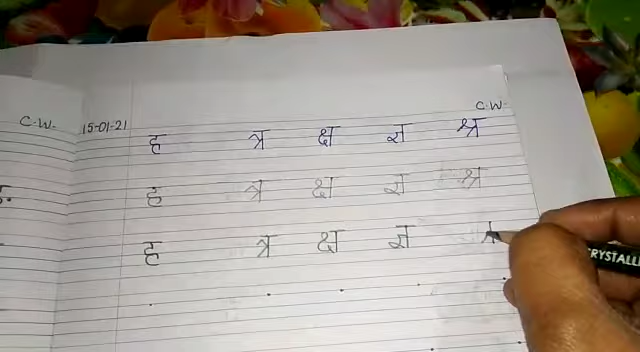 C.W.
C.W-
15-01-21
ह त्र क्ष ज्ञ श्र
ह त्र क्ष ज्ञ श्र
ह त्र क्ष ज्ञ